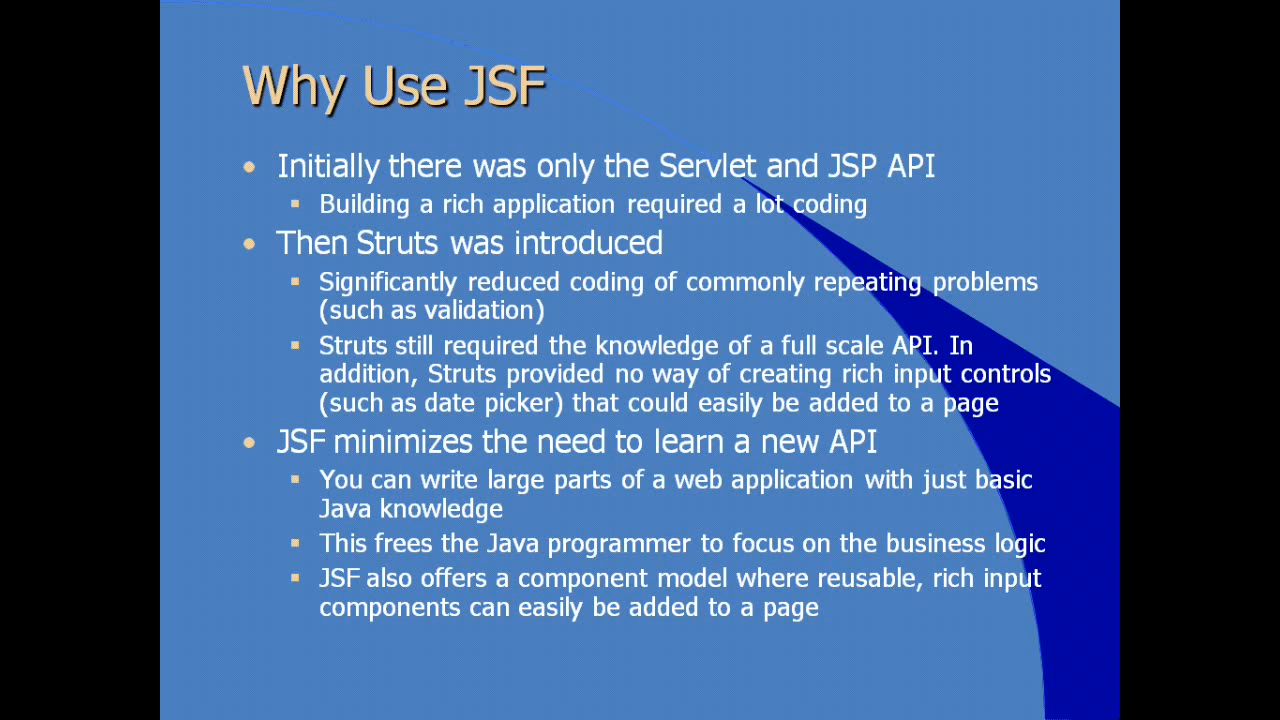 Why Use JSF
Initially there was only the Servlet and JSP API
Building a rich application required a lot coding
Then Struts was introduced
Significantly reduced coding of commonly repeating problems
(such as validation)
Struts still required the knowledge of a full scale API. In
addition, Struts provided no way of creating rich input controls
(such as date picker) that could easily be added to a page
JSF minimizes the need to learn a new API
You can write large parts of a web application with just basic
Java knowledge
This frees the Java programmer to focus on the business logic
JSF also offers a component model where reusable, rich input
components can easily be added to a page